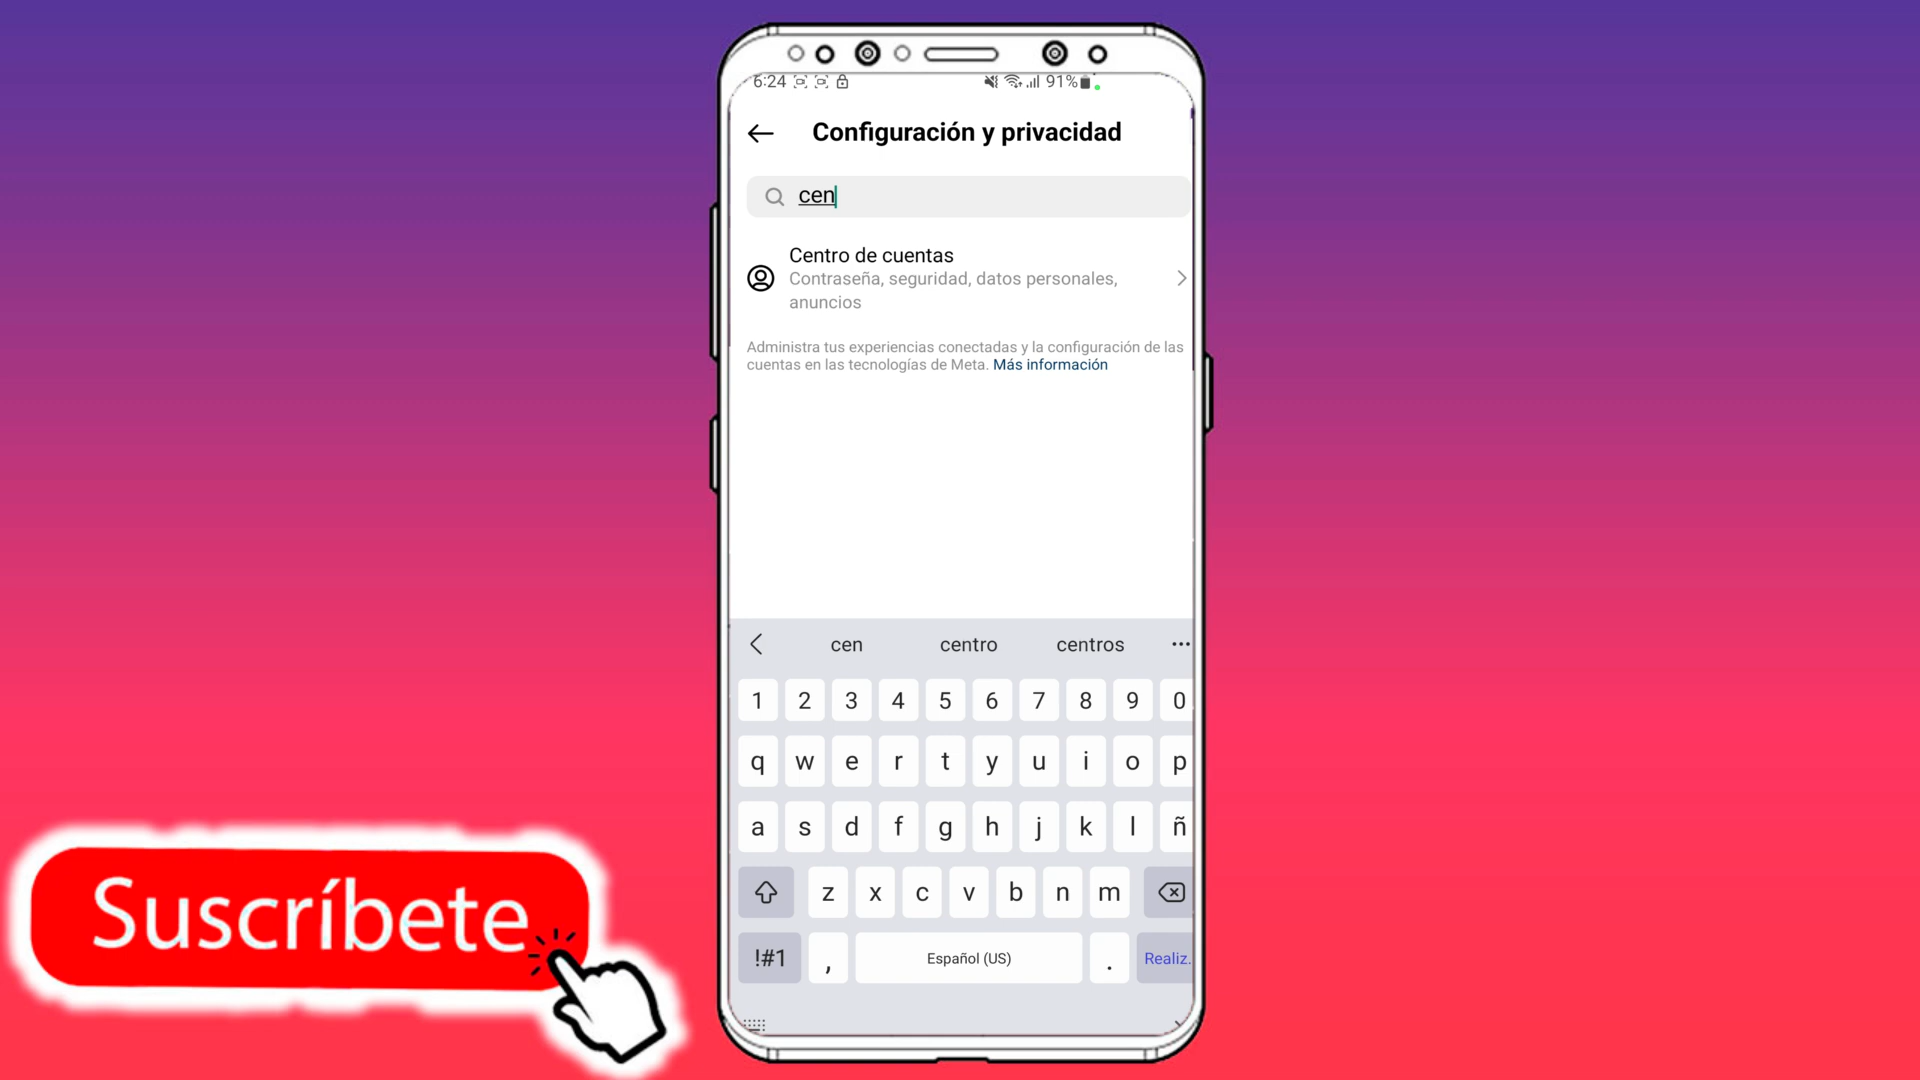 6:24 91%
Configuración y privacidad
cen
Centro de cuentas
Contraseña, seguridad, datos personales,
anuncios
Administra tus experiencias conectadas y la configuración de las
cuentas en las tecnologías de Meta. Más información
cen centro centros ...
1 2 3 4 5 6 7 8 9 0
q w e r t y u i o p
a s d f g h j k l ñ
z x c v b n m
!#1 , Español (US) . Realiz.
Suscríbete